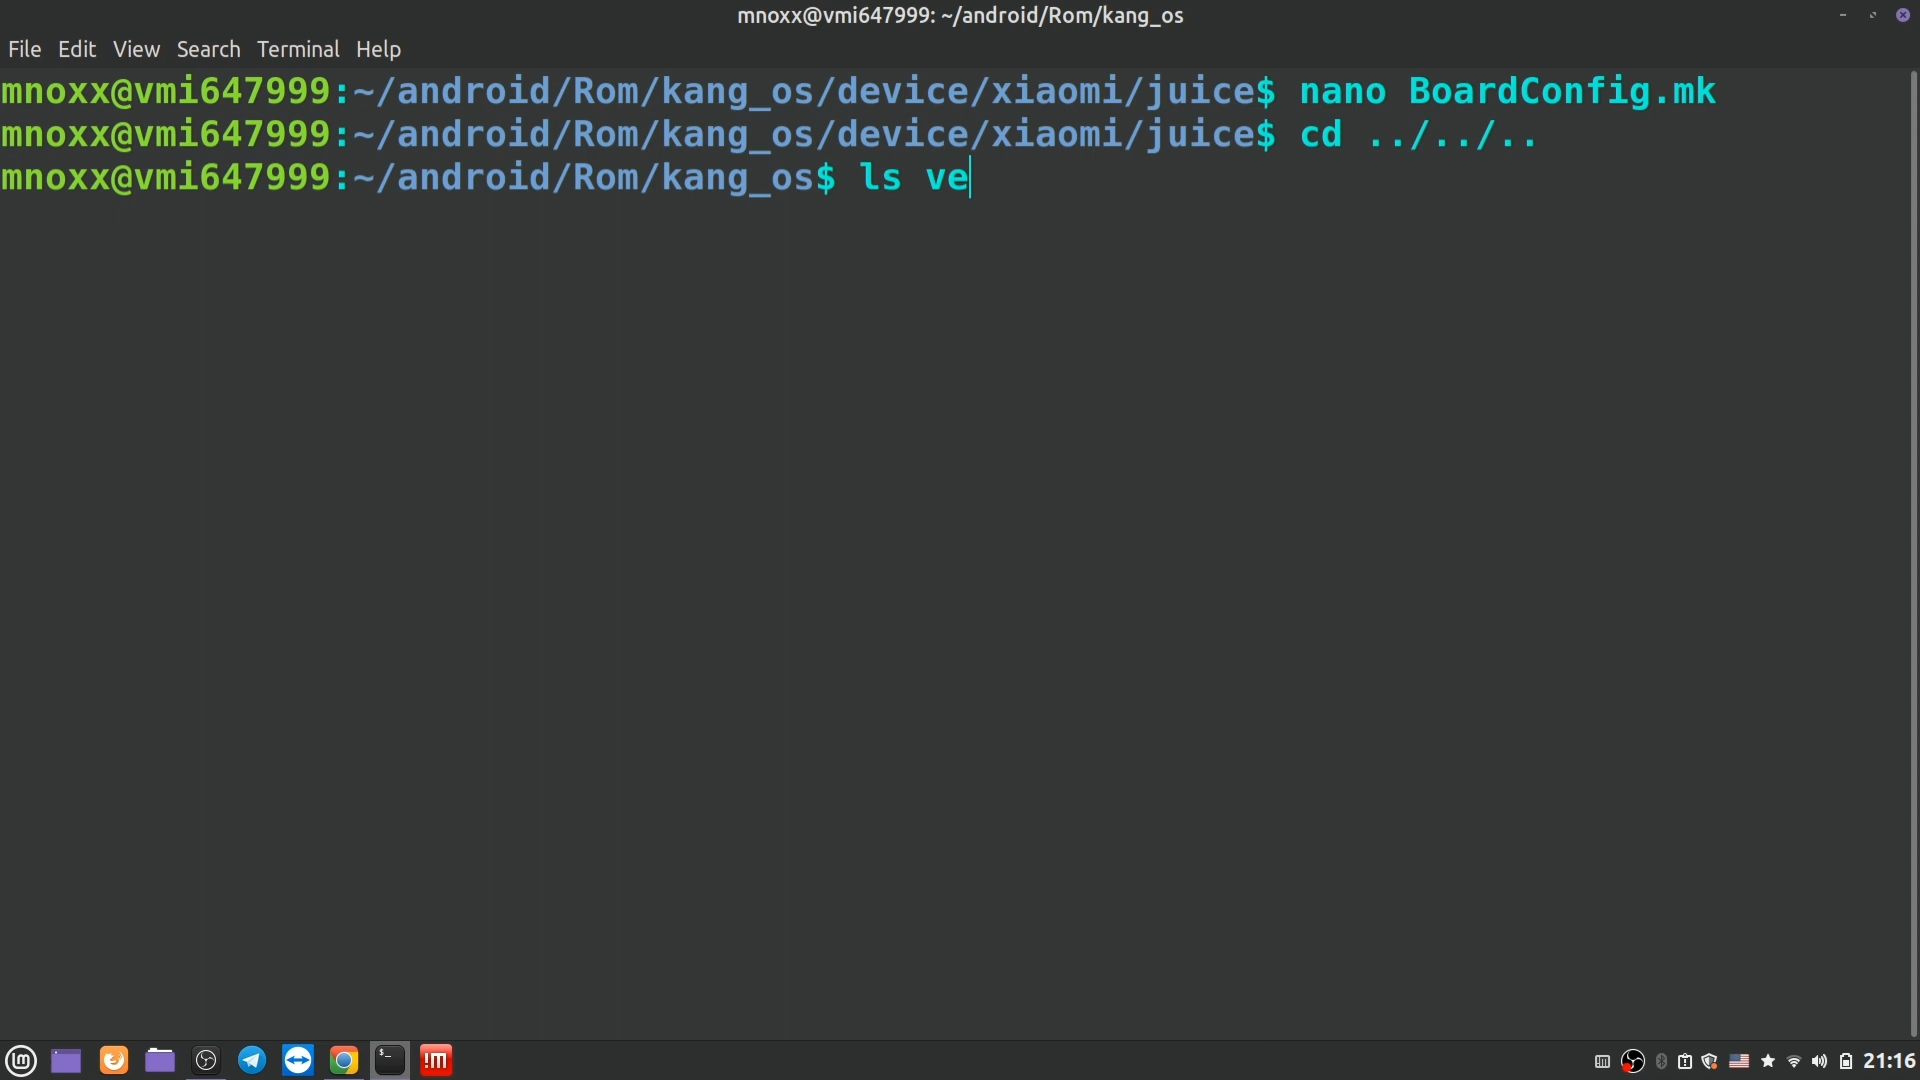 mnoxx@vmi647999: ~/android/Rom/kang_os
File Edit View Search Terminal Help
mnoxx@vmi647999:~/android/Rom/kang_os/device/xiaomi/juice$ nano BoardConfig.mk
mnoxx@vmi647999:~/android/Rom/kang_os/device/xiaomi/juice$ cd ../../..
mnoxx@vmi647999:~/android/Rom/kang_os$ ls ve
$_
!m
21:16